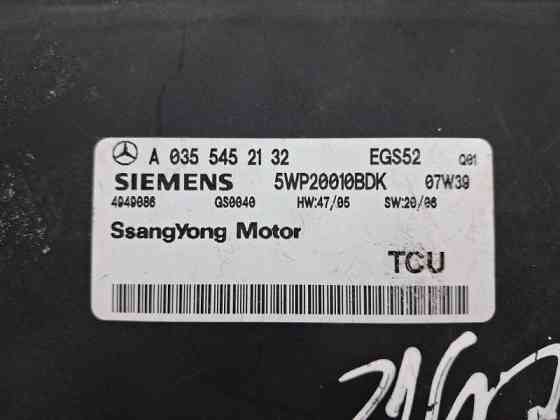 A 035 545 21 32 EGS52 Q01
SIEMENS 5WP20010BDK 07W39
4949086 GS0040 HW:47/05 SW:20/06
SsangYong Motor
TCU